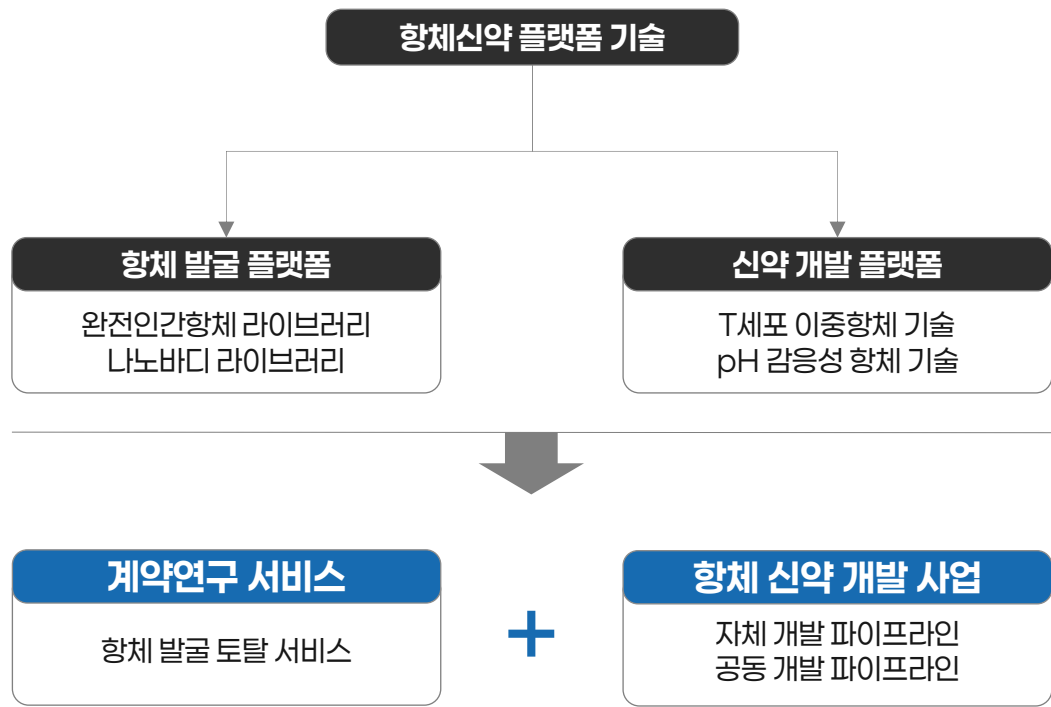 항체신약 플랫폼 기술
항체 발굴 플랫폼
완전인간항체 라이브러리
나노바디 라이브러리
신약 개발 플랫폼
T세포 이중항체 기술
pH 감응성 항체 기술
계약연구 서비스
항체 발굴 토탈 서비스
+
항체 신약 개발 사업
자체 개발 파이프라인
공동 개발 파이프라인